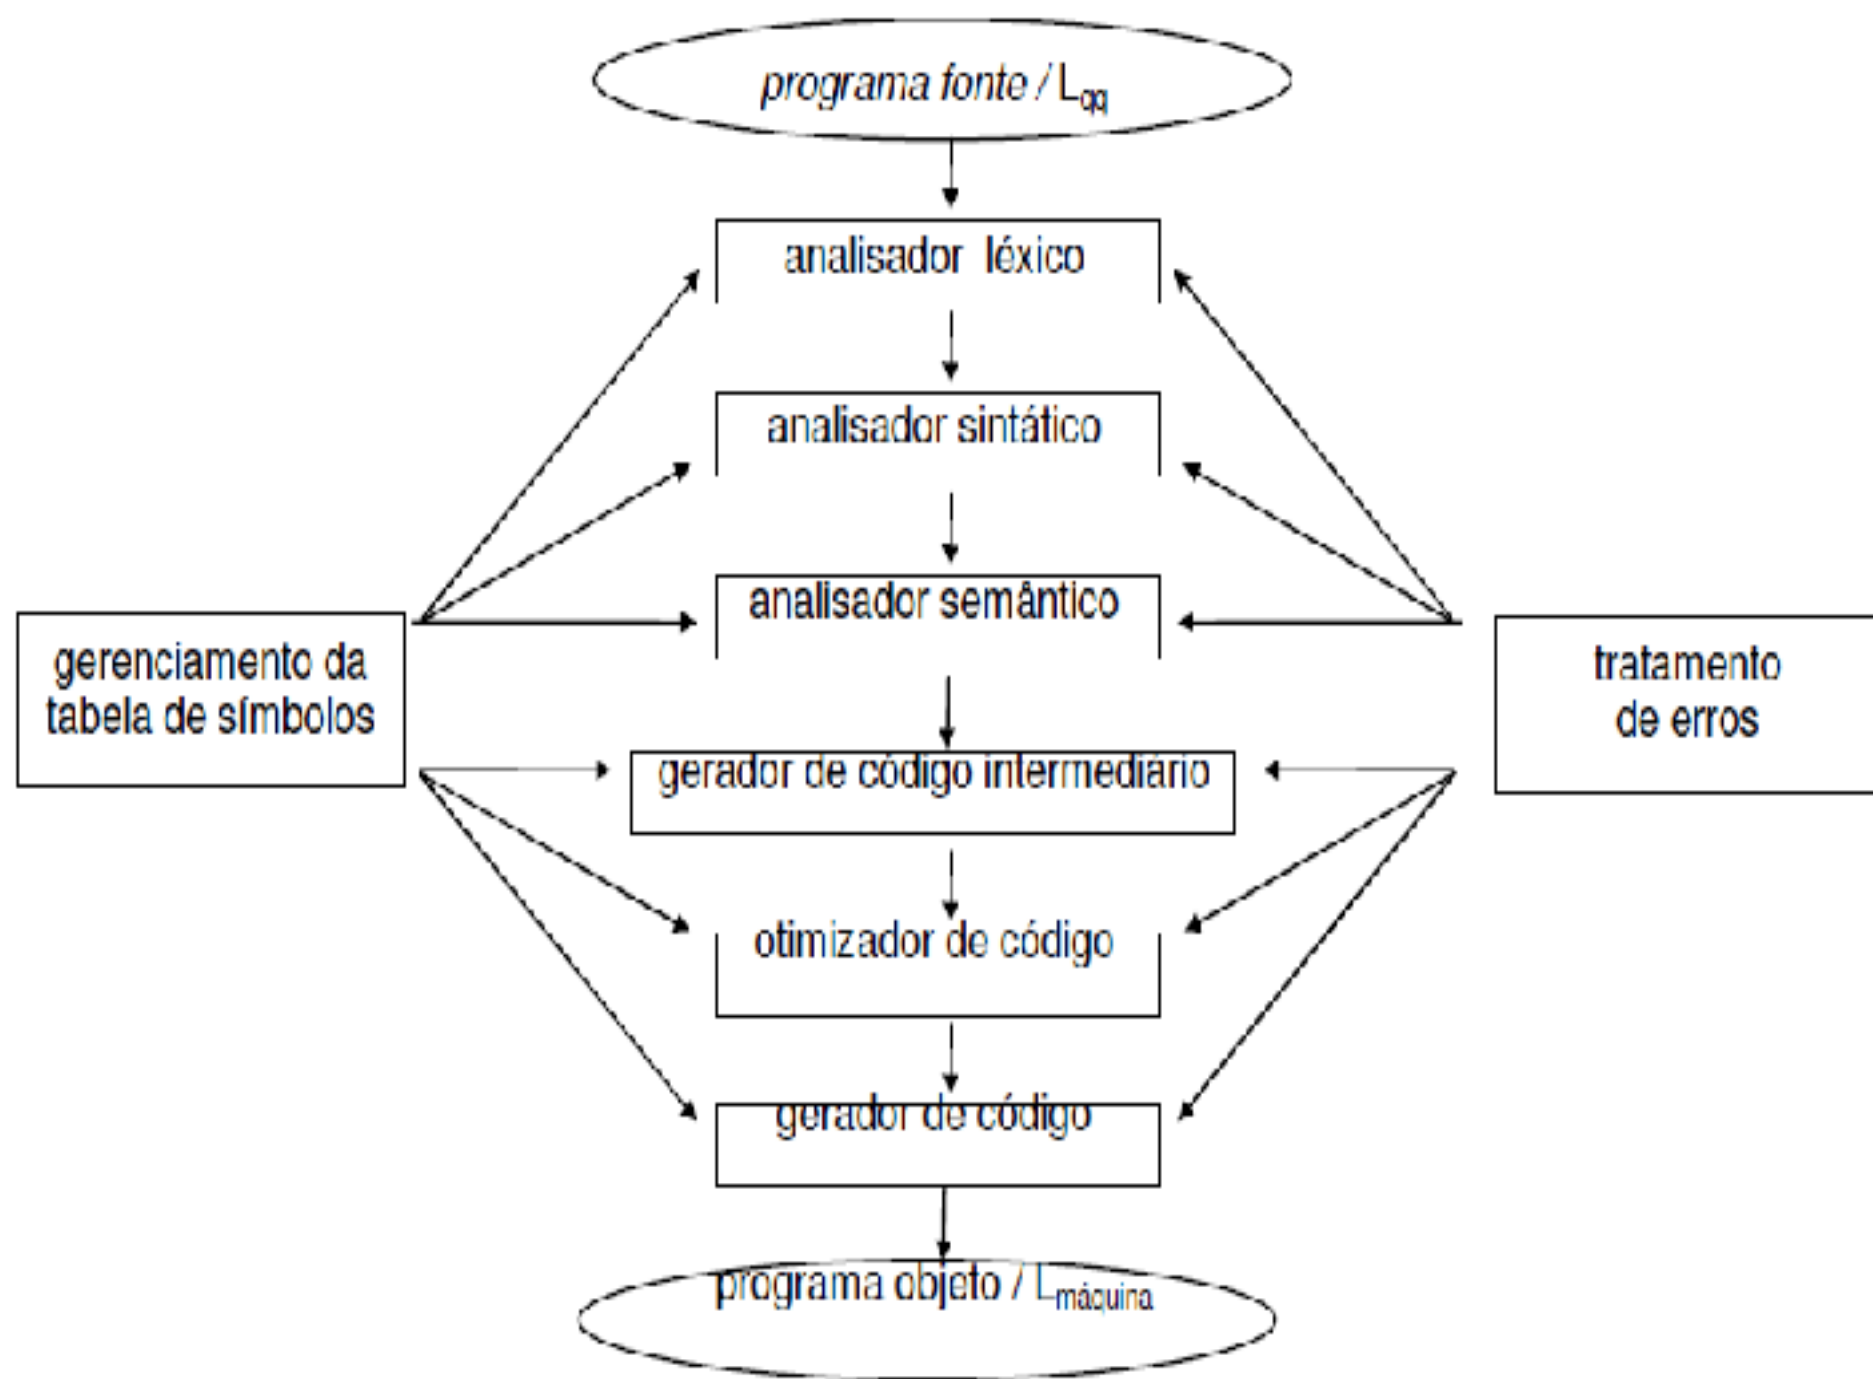 programa fonte / Lqq
analisador léxico
analisador sintático
analisador semântico
gerenciamento da
tabela de símbolos
tratamento
de erros
gerador de código intermediário
otimizador de código
gerador de código
programa objeto / Lmáquina